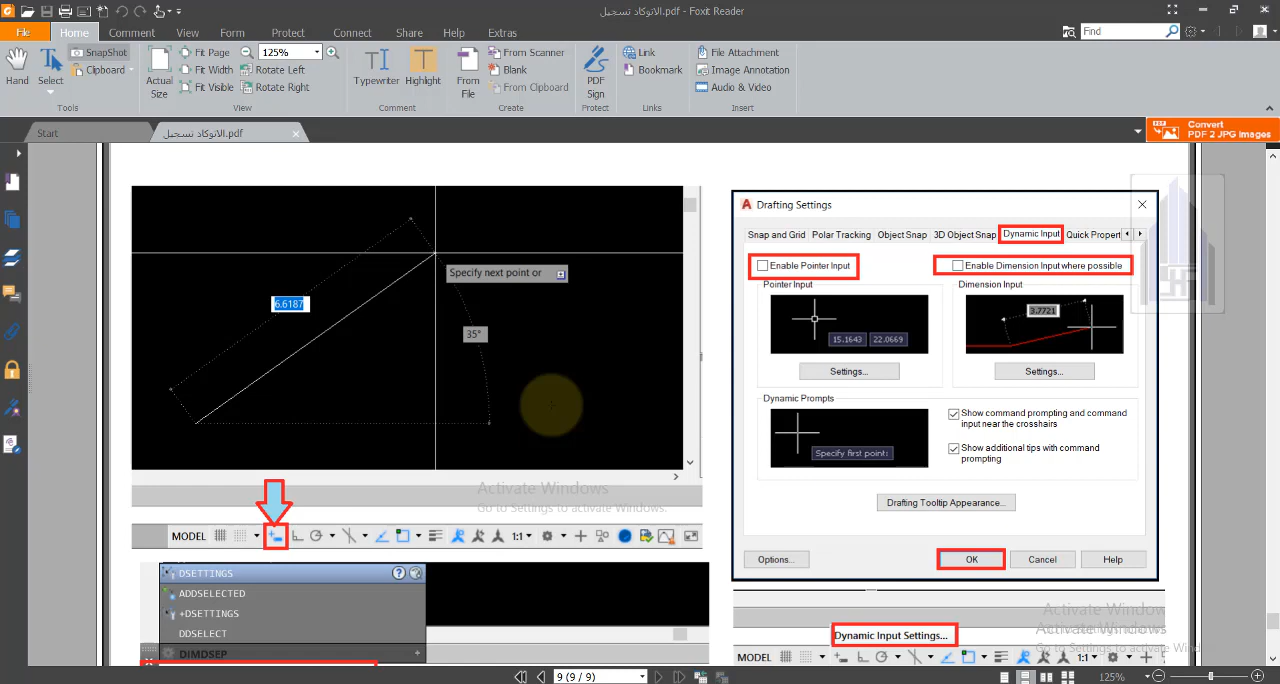 الاتوكاد تسجيل.pdf - Foxit Reader
File
Home
Comment
View
Form
Protect
Connect
Share
Help
Extras
Find
Hand
Select
SnapShot
Clipboard
Tools
Actual
Size
Fit Page
Fit Width
Fit Visible
125%
Rotate Left
Rotate Right
View
Typewriter
Highlight
Comment
From
File
From Scanner
Blank
From Clipboard
Create
PDF
Sign
Protect
Link
Bookmark
Links
File Attachment
Image Annotation
Audio & Video
Insert
Start
الاتوكاد تسجيل.pdf
Convert
PDF 2 JPG images
6.6187
Specify next point or
35°
Activate Windows
Go to Settings to activate Windows.
MODEL
1:1
DSETTINGS
ADDSELECTED
+DSETTINGS
DDSELECT
DIMDSEP
Drafting Settings
Snap and Grid
Polar Tracking
Object Snap
3D Object Snap
Dynamic Input
Quick Propert
Enable Pointer Input
Enable Dimension Input where possible
Pointer Input
15.1643 22.0669
Settings...
Dimension Input
3.7721
Settings...
Dynamic Prompts
Specify first point:
Show command prompting and command
input near the crosshairs
Show additional tips with command
prompting
Drafting Tooltip Appearance...
Options...
OK
Cancel
Help
Activate Window
Dynamic Input Settings...
Activate Windows
Go to Settings to activate Wind
MODEL
1:1
9 (9 / 9)
125%